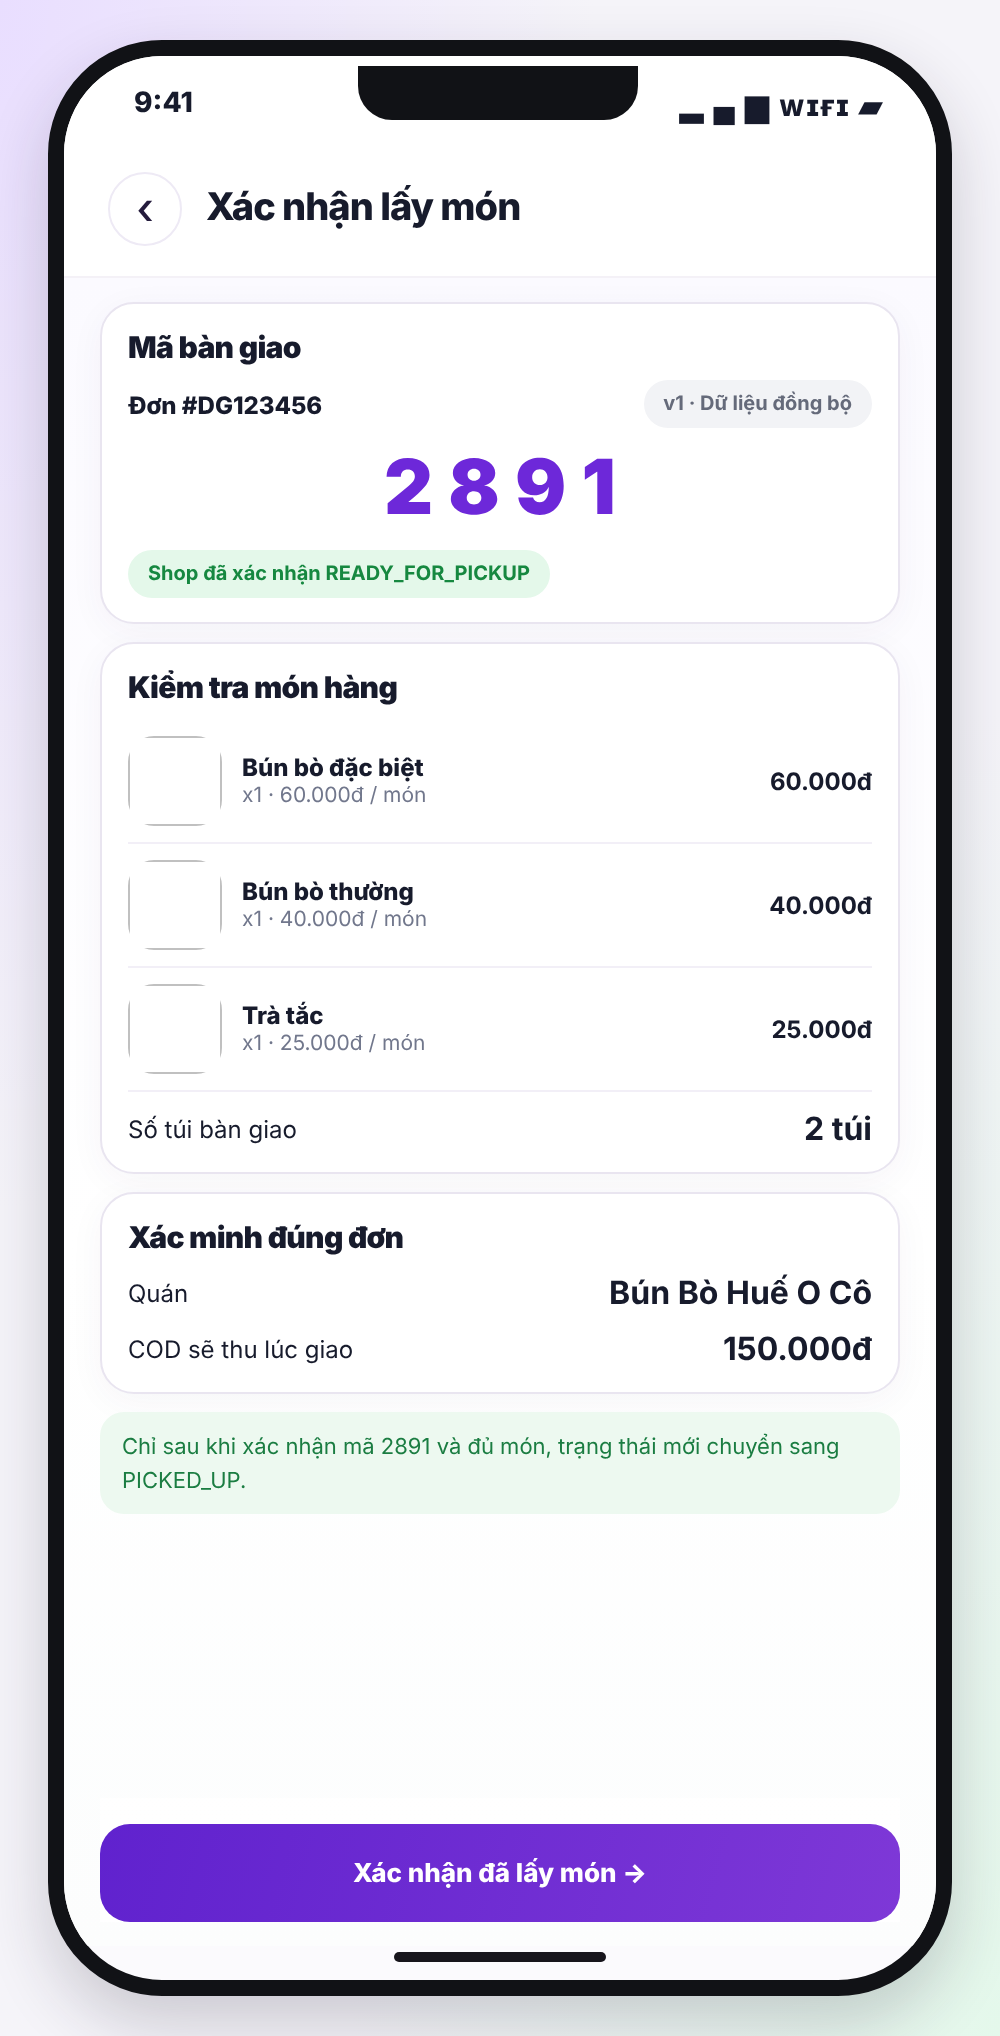 9:41
WIFI
Xác nhận lấy món
Mã bàn giao
Đơn #DG123456
v1 · Dữ liệu đồng bộ
2891
Shop đã xác nhận READY_FOR_PICKUP
Kiểm tra món hàng
Bún bò đặc biệt
x1 · 60.000đ / món
60.000đ
Bún bò thường
x1 · 40.000đ / món
40.000đ
Trà tắc
x1 · 25.000đ / món
25.000đ
Số túi bàn giao
2 túi
Xác minh đúng đơn
Quán
Bún Bò Huế O Cô
COD sẽ thu lúc giao
150.000đ
Chỉ sau khi xác nhận mã 2891 và đủ món, trạng thái mới chuyển sang
PICKED_UP.
Xác nhận đã lấy món →